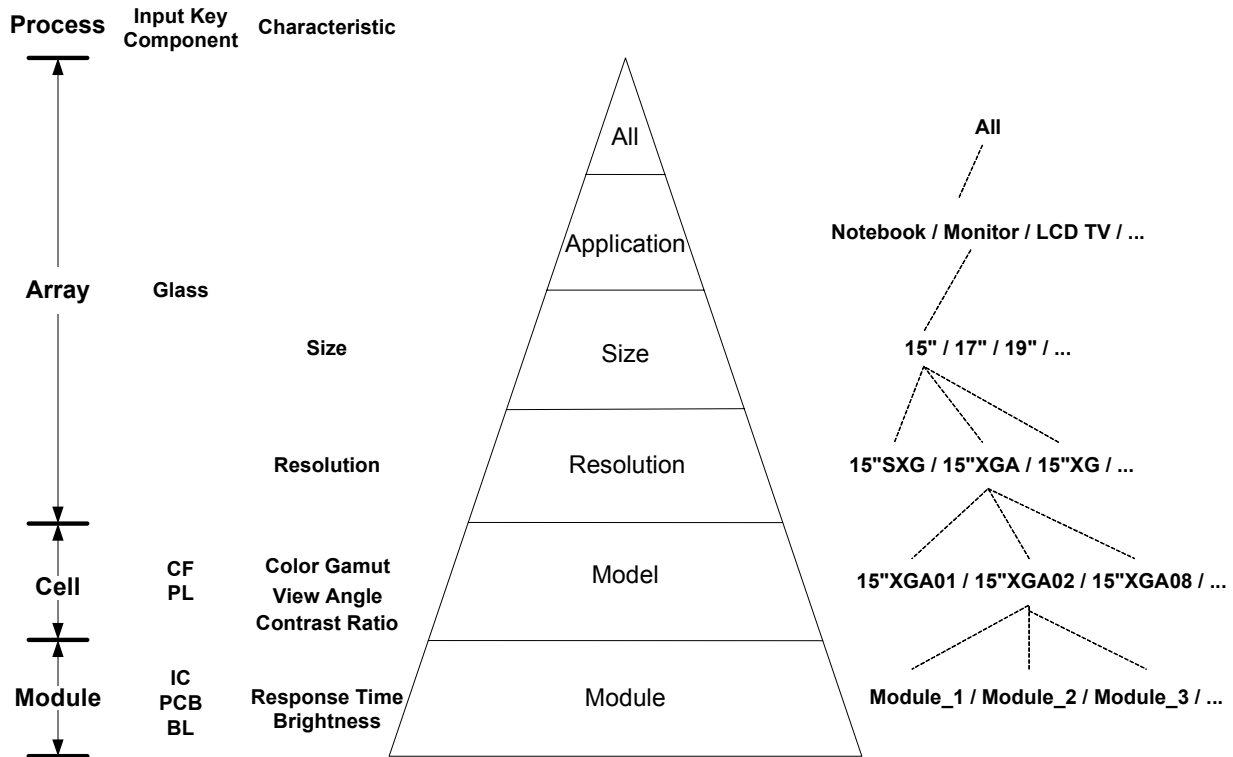 Process
Input Key
Component
Characteristic
All
All
Application
Notebook / Monitor / LCD TV / ...
Array
Glass
Size
Size
15" / 17" / 19" / ...
Resolution
Resolution
15"SXG / 15"XGA / 15"XG / ...
Cell
CF
PL
Color Gamut
View Angle
Contrast Ratio
Model
15"XGA01 / 15"XGA02 / 15"XGA08 / ...
Module
IC
PCB
BL
Response Time
Brightness
Module
Module_1 / Module_2 / Module_3 / ...